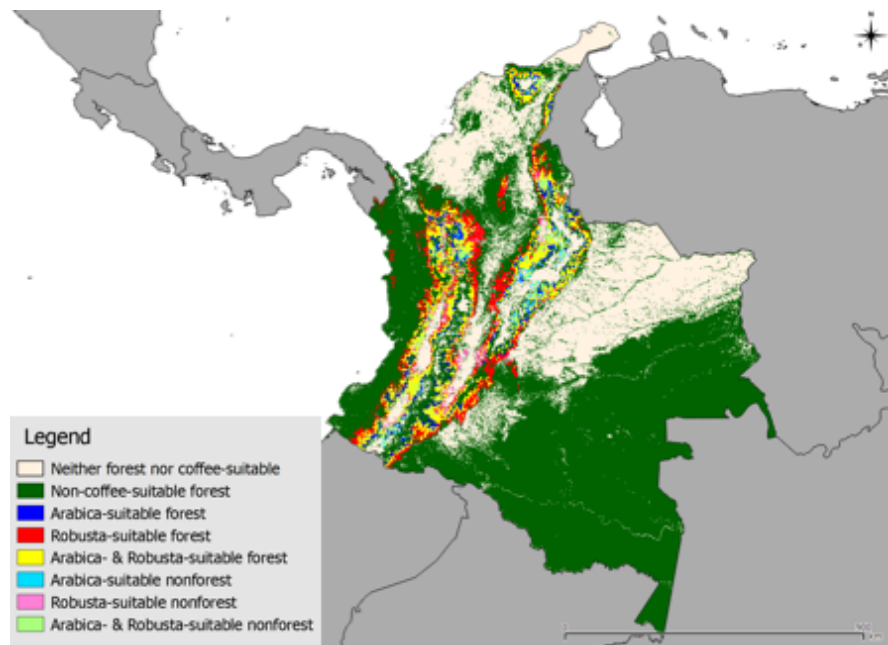 N
Legend
Neither forest nor coffee-suitable
Non-coffee-suitable forest
Arabica-suitable forest
Robusta-suitable forest
Arabica- & Robusta-suitable forest
Arabica-suitable nonforest
Robusta-suitable nonforest
Arabica- & Robusta-suitable nonforest
km